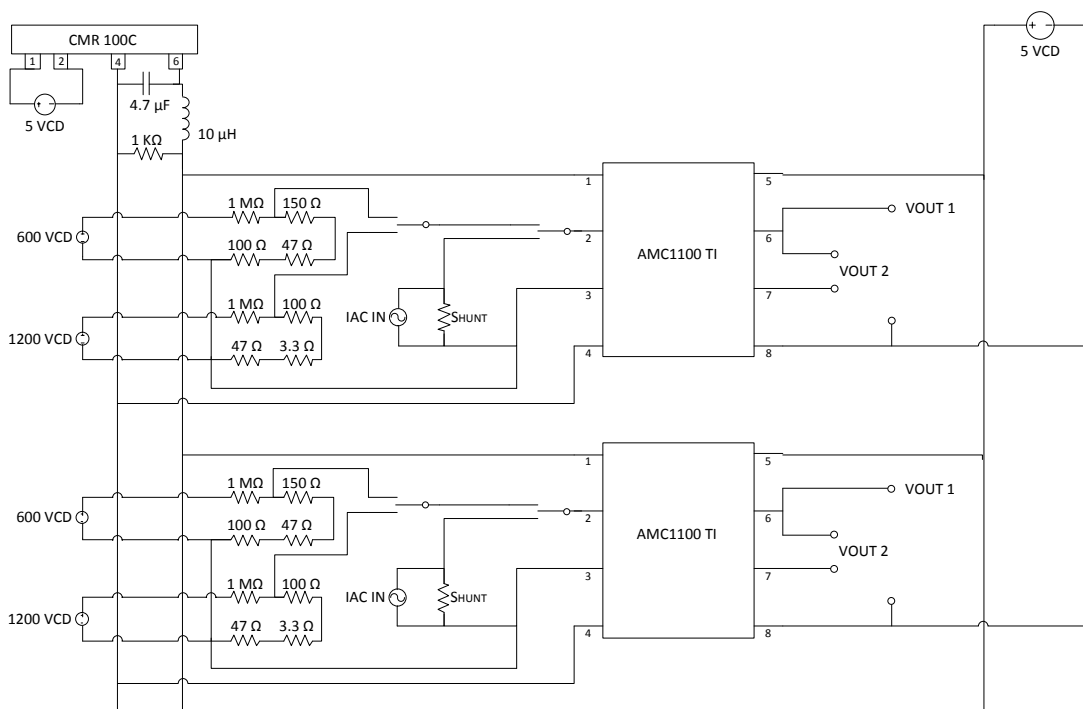 CMR 100C
1 2 4 6
5 VCD
4.7 µF
5 VCD
10 µH
1 KΩ
1 5
1 MΩ 150 Ω
VOUT 1
600 VCD
2 AMC1100 TI 6
100 Ω 47 Ω
VOUT 2
3 7
1 MΩ 100 Ω
IAC IN SHUNT
1200 VCD
47 Ω 3.3 Ω
4 8
1 5
1 MΩ 150 Ω
VOUT 1
600 VCD
2 AMC1100 TI 6
100 Ω 47 Ω
VOUT 2
3 7
1 MΩ 100 Ω
IAC IN SHUNT
1200 VCD
47 Ω 3.3 Ω
4 8